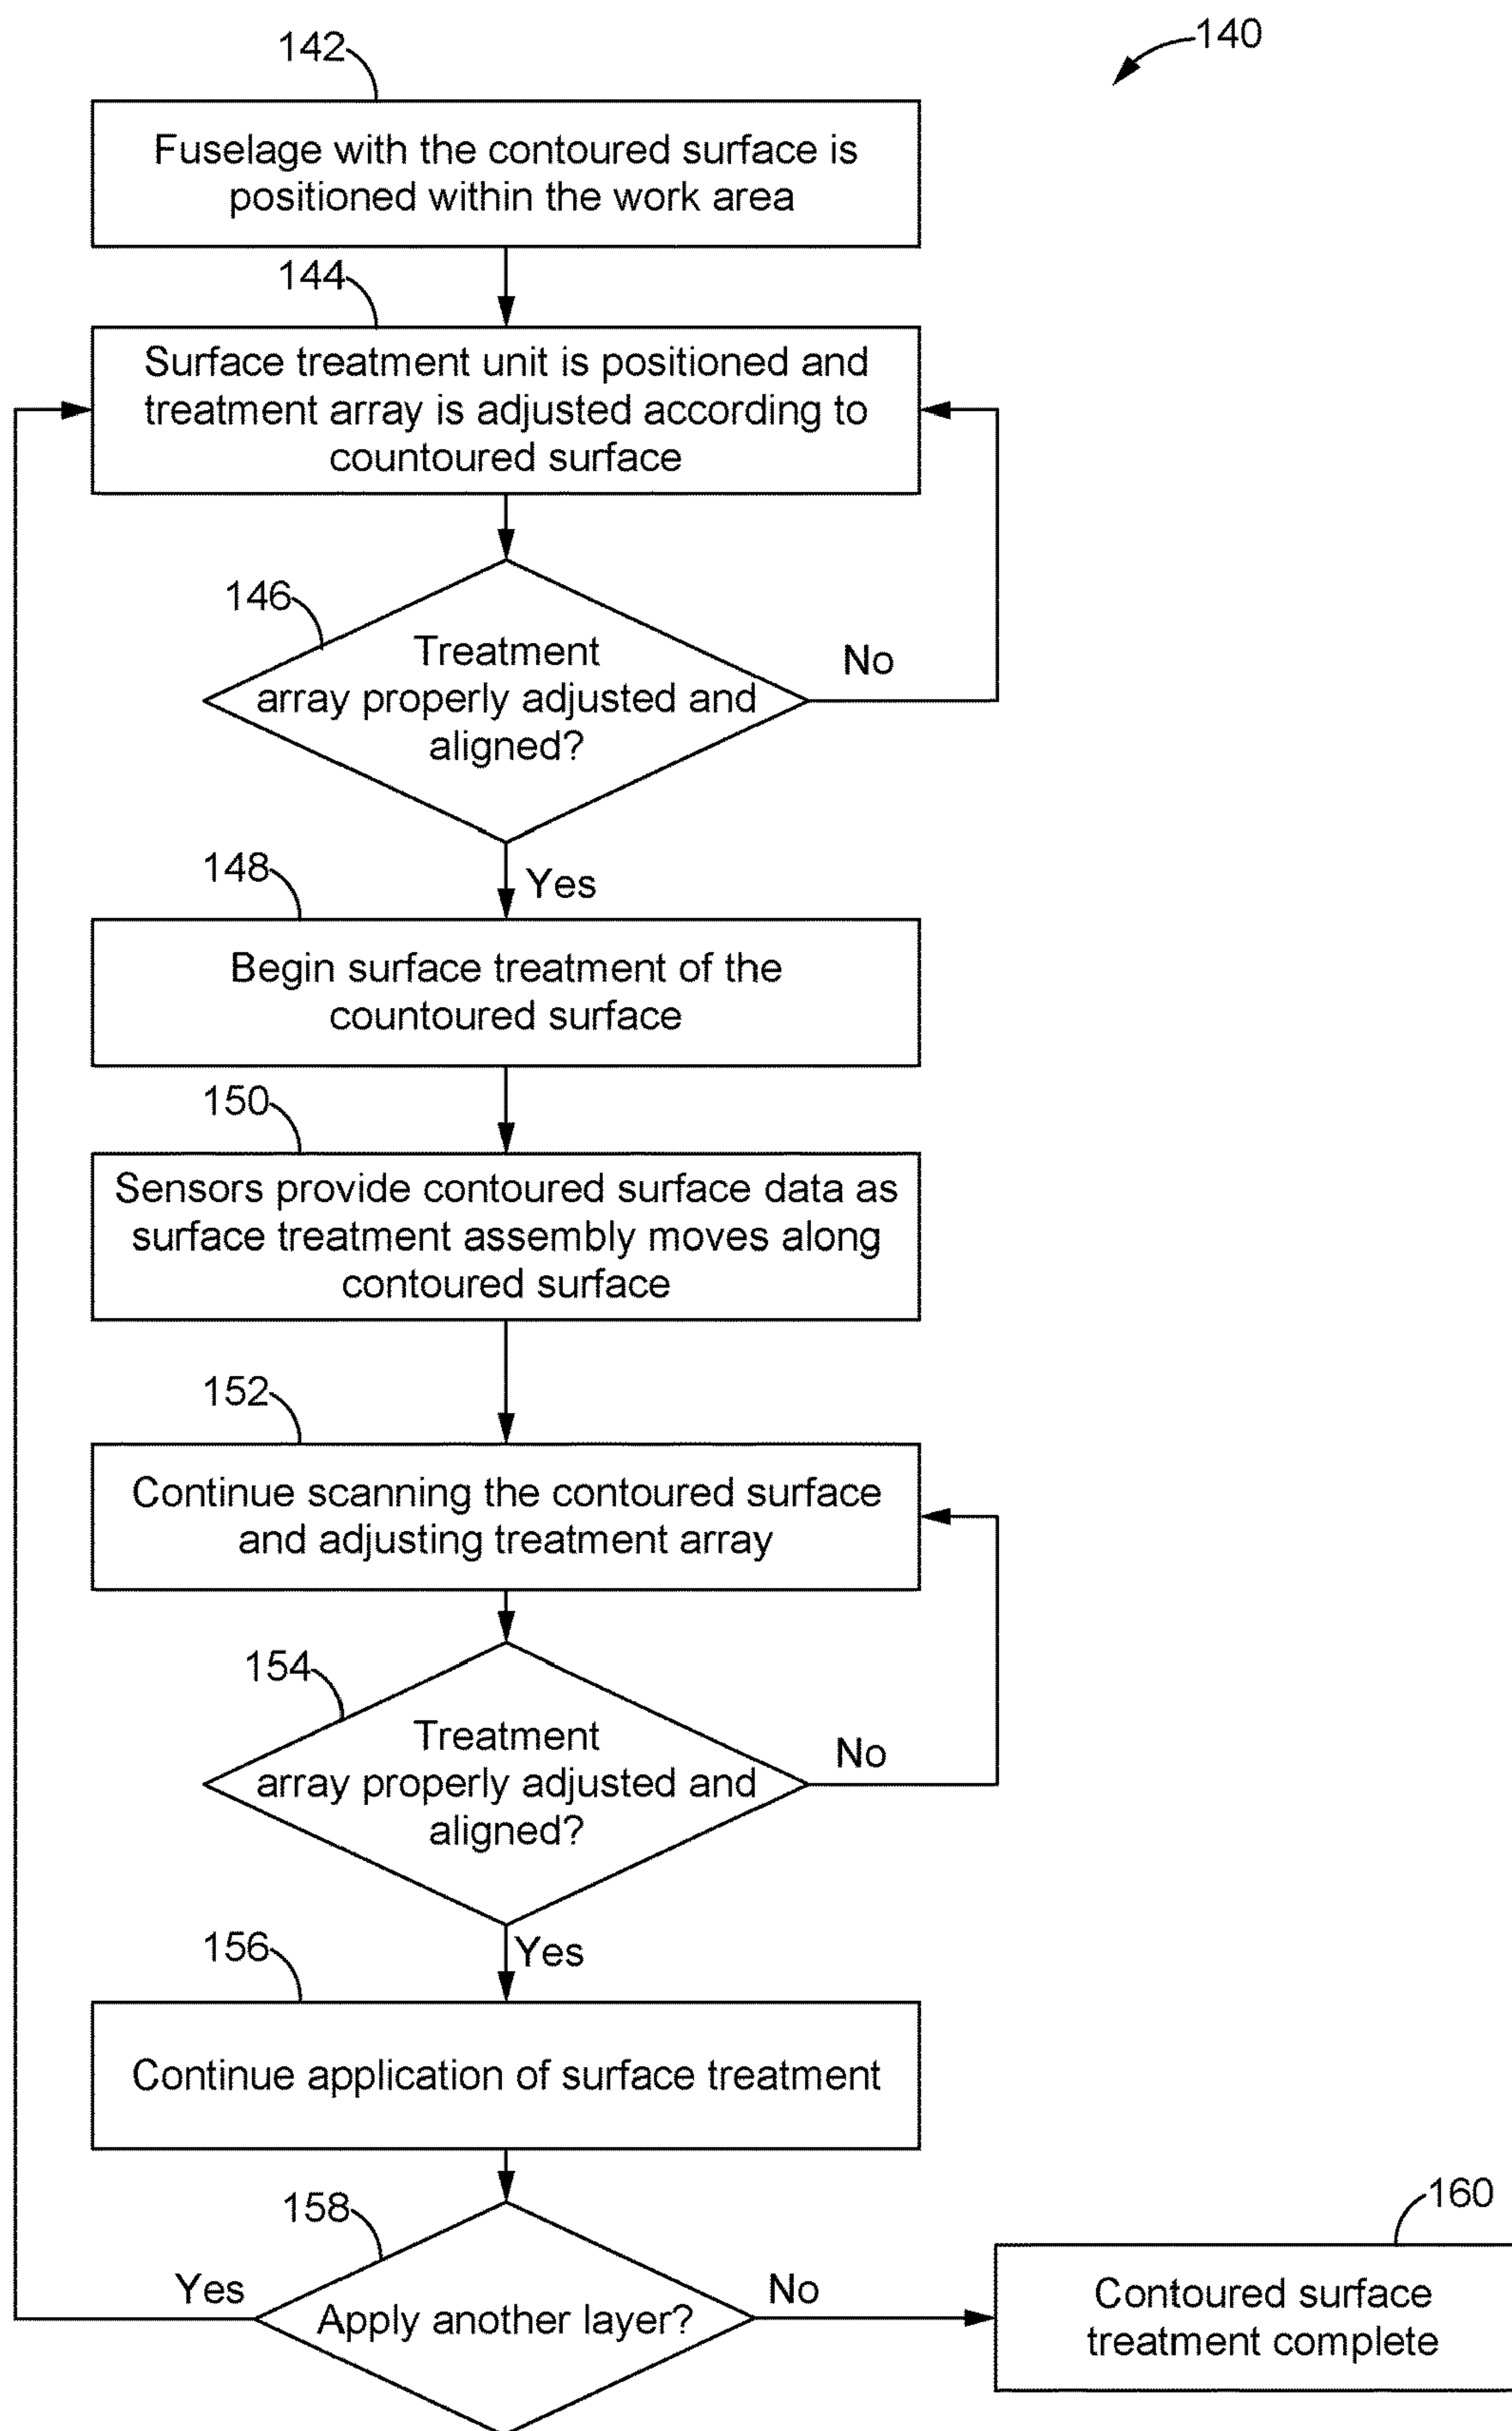 140
142
Fuselage with the contoured surface is
positioned within the work area
144
Surface treatment unit is positioned and
treatment array is adjusted according to
countoured surface
146
Treatment
array properly adjusted and
aligned?
No
Yes
148
Begin surface treatment of the
countoured surface
150
Sensors provide contoured surface data as
surface treatment assembly moves along
contoured surface
152
Continue scanning the contoured surface
and adjusting treatment array
154
Treatment
array properly adjusted and
aligned?
No
Yes
156
Continue application of surface treatment
158
Apply another layer?
Yes
No
160
Contoured surface
treatment complete